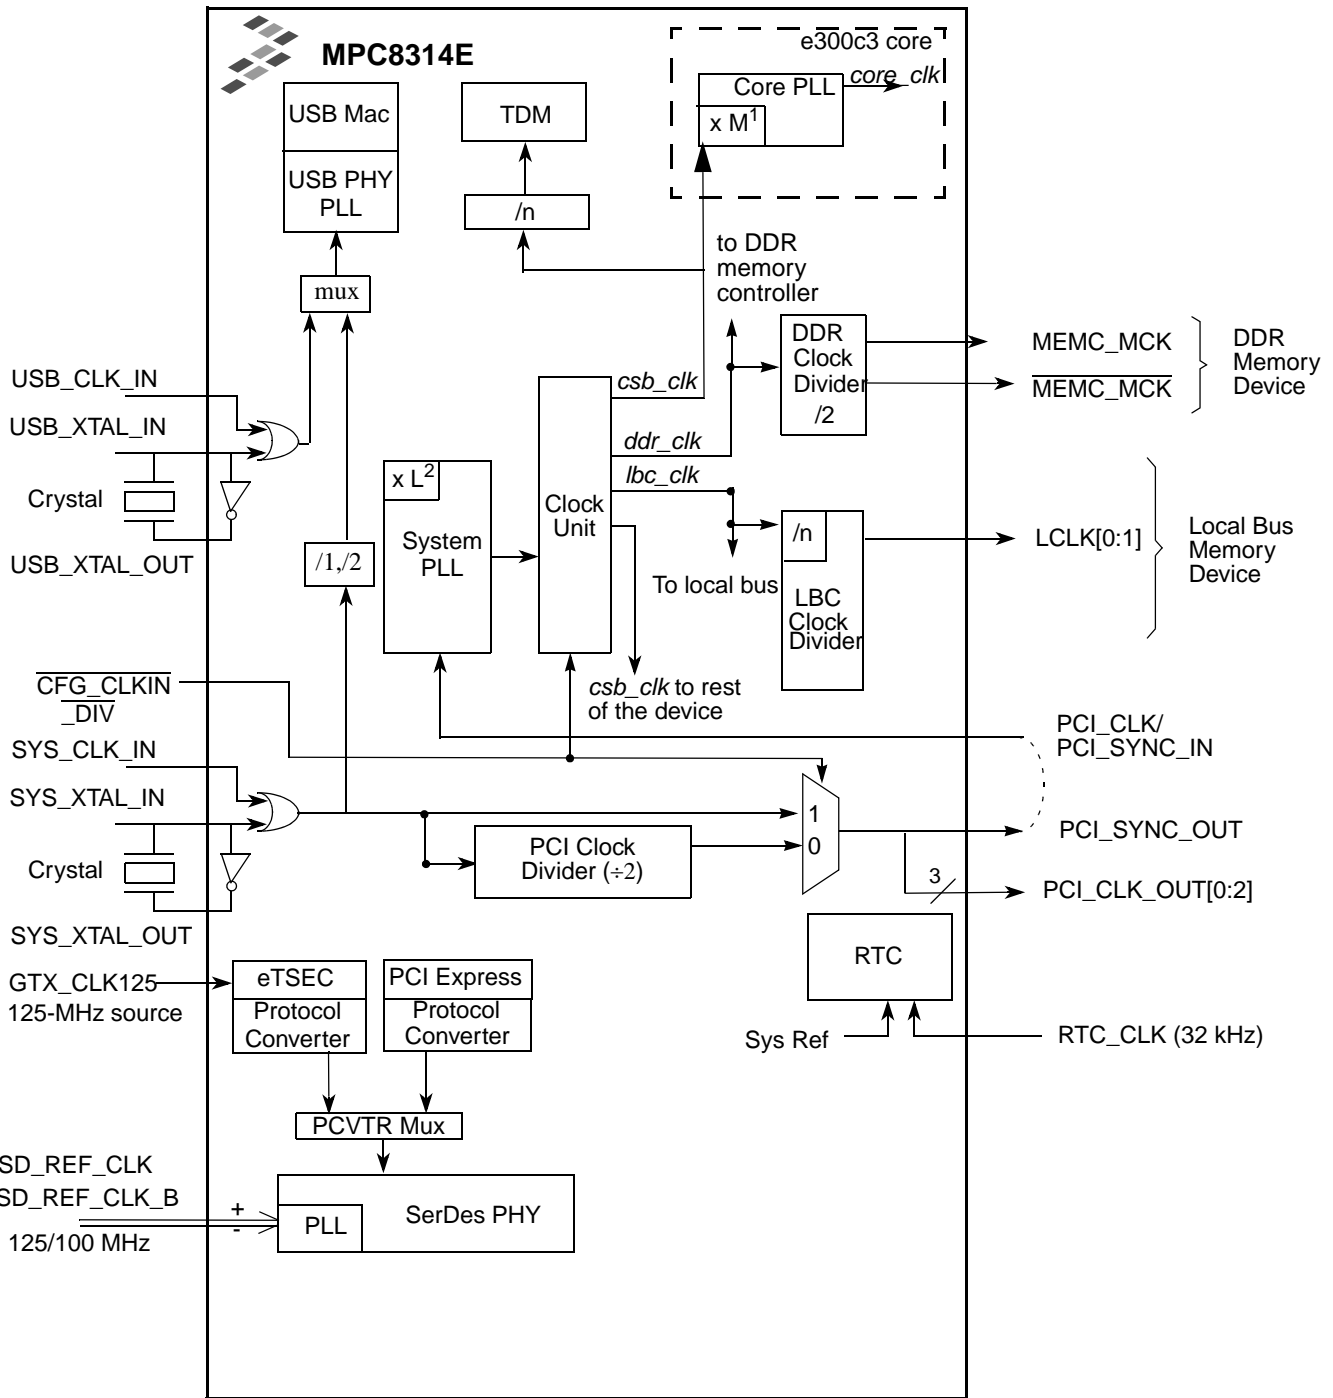 MPC8314E
e300c3 core
Core PLL
core_clk
x M1
USB Mac
USB PHY
PLL
TDM
/n
mux
to DDR
memory
controller
DDR
Clock
Divider
/2
MEMC_MCK
MEMC_MCK
DDR
Memory
Device
USB_CLK_IN
USB_XTAL_IN
Crystal
USB_XTAL_OUT
/1,/2
x L2
System
PLL
Clock
Unit
csb_clk
ddr_clk
lbc_clk
To local bus
/n
LBC
Clock
Divider
LCLK[0:1]
Local Bus
Memory
Device
csb_clk to rest
of the device
CFG_CLKIN
_DIV
SYS_CLK_IN
SYS_XTAL_IN
Crystal
SYS_XTAL_OUT
PCI Clock
Divider (÷2)
1
0
PCI_CLK/
PCI_SYNC_IN
PCI_SYNC_OUT
3
PCI_CLK_OUT[0:2]
GTX_CLK125
125-MHz source
eTSEC
Protocol
Converter
PCI Express
Protocol
Converter
RTC
Sys Ref
RTC_CLK (32 kHz)
PCVTR Mux
SD_REF_CLK
SD_REF_CLK_B
+
-
125/100 MHz
PLL
SerDes PHY